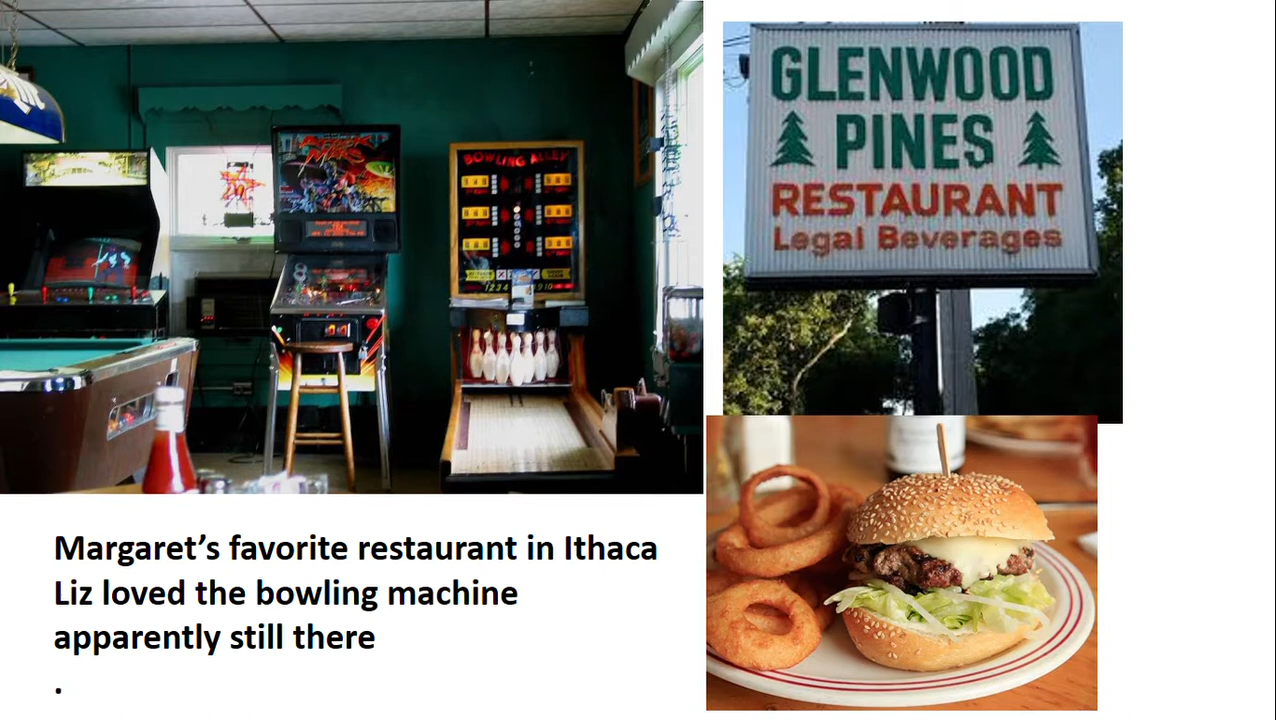 GLENWOOD
PINES
RESTAURANT
Legal Beverages
BOWLING ALLEY
Margaret's favorite restaurant in Ithaca
Liz loved the bowling machine
apparently still there
.